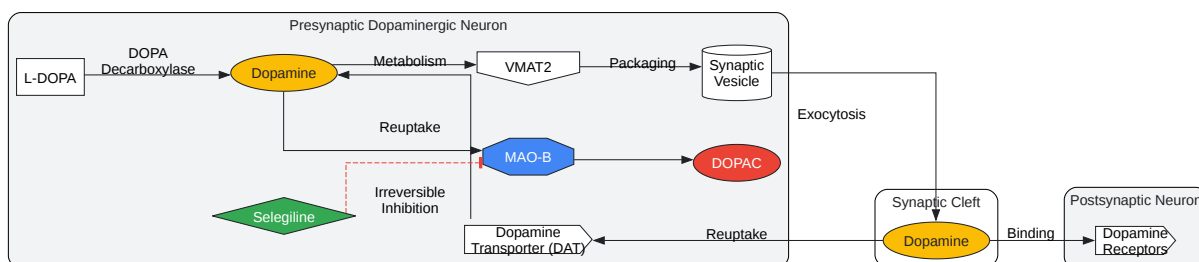 Presynaptic Dopaminergic Neuron
L-DOPA
DOPA
Decarboxylase
Dopamine
Metabolism
VMAT2
Packaging
Synaptic
Vesicle
Exocytosis
Reuptake
MAO-B
DOPAC
Irreversible
Inhibition
Selegiline
Dopamine
Transporter (DAT)
Reuptake
Synaptic Cleft
Dopamine
Binding
Postsynaptic Neuron
Dopamine
Receptors